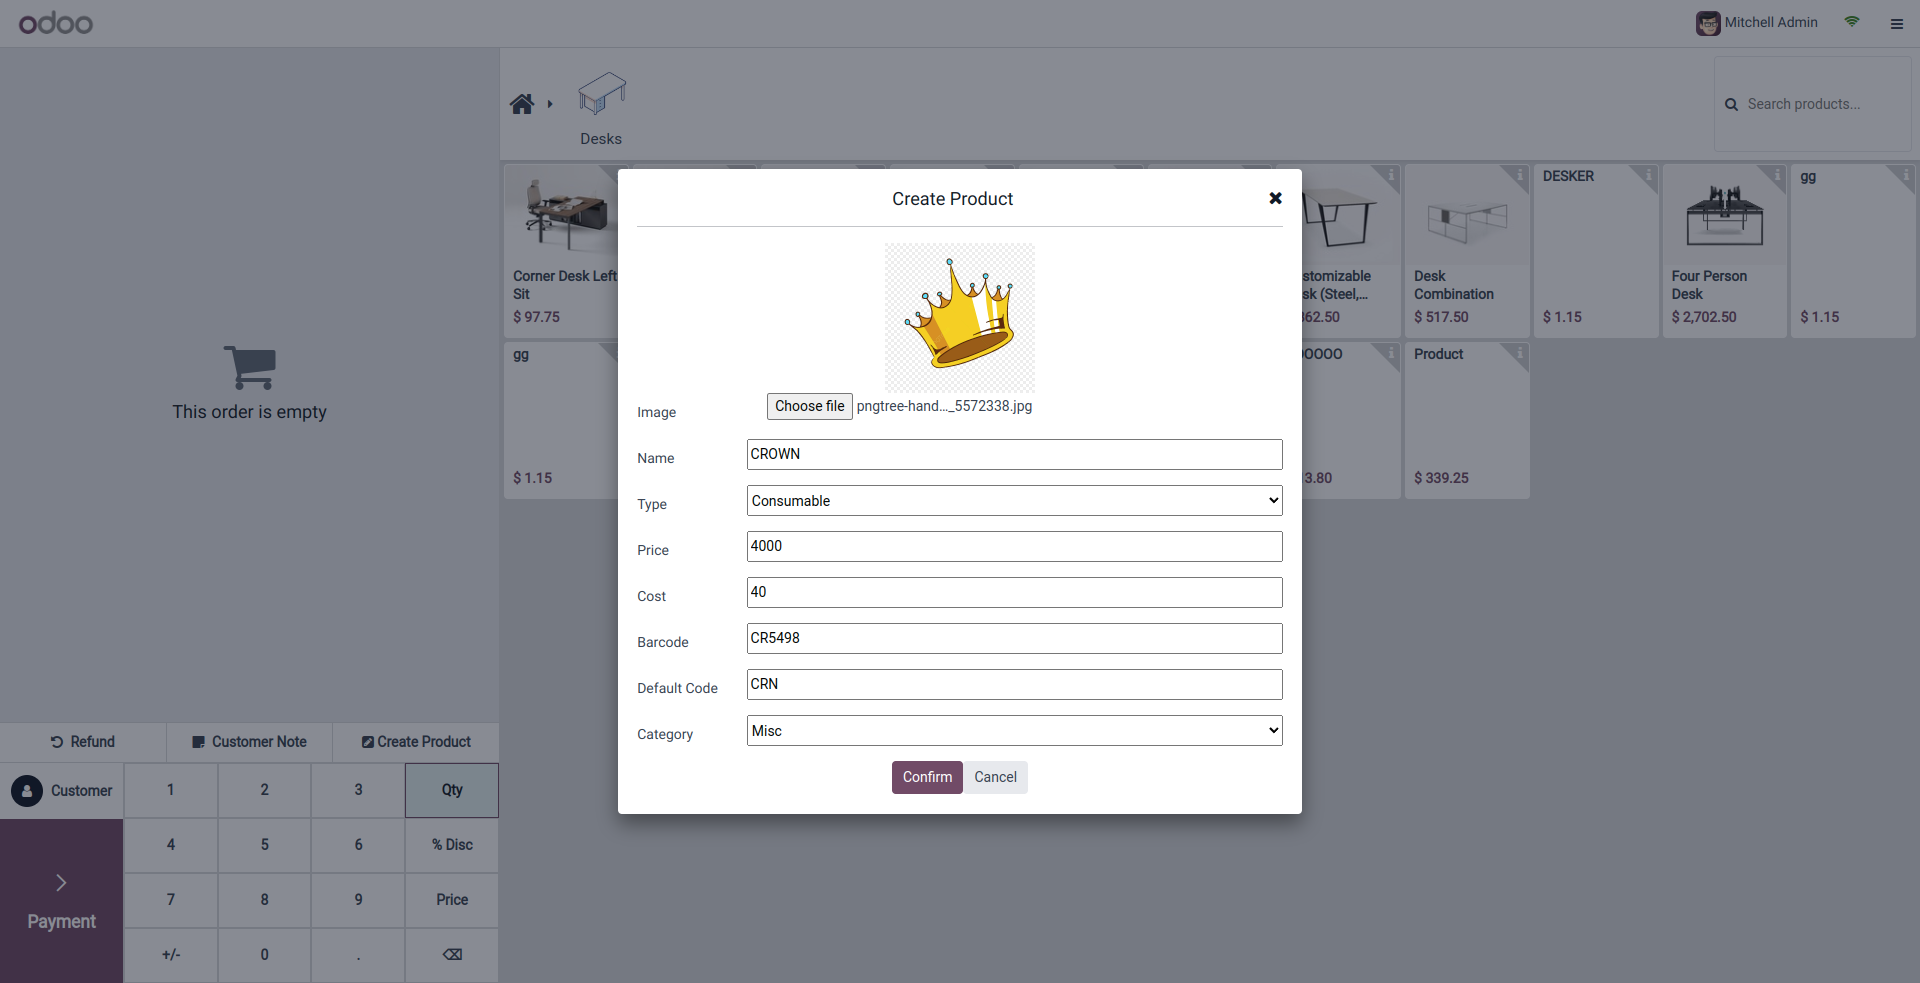 odoo
Mitchell Admin
Desks
Search products...
Create Product
Corner Desk Left
Sit
$ 97.75
stomizable
sk (Steel,...
62.50
Desk
Combination
$ 517.50
DESKER
$ 1.15
Four Person
Desk
$ 2,702.50
gg
$ 1.15
gg
$ 1.15
OOOO
3.80
Product
$ 339.25
This order is empty
Image
Choose file pngtree-hand..._5572338.jpg
Name
CROWN
Type
Consumable
Price
4000
Cost
40
Barcode
CR5498
Default Code
CRN
Category
Misc
Confirm
Cancel
Refund
Customer Note
Create Product
Customer
1
2
3
Qty
4
5
6
% Disc
7
8
9
Price
+/-
0
.
Payment